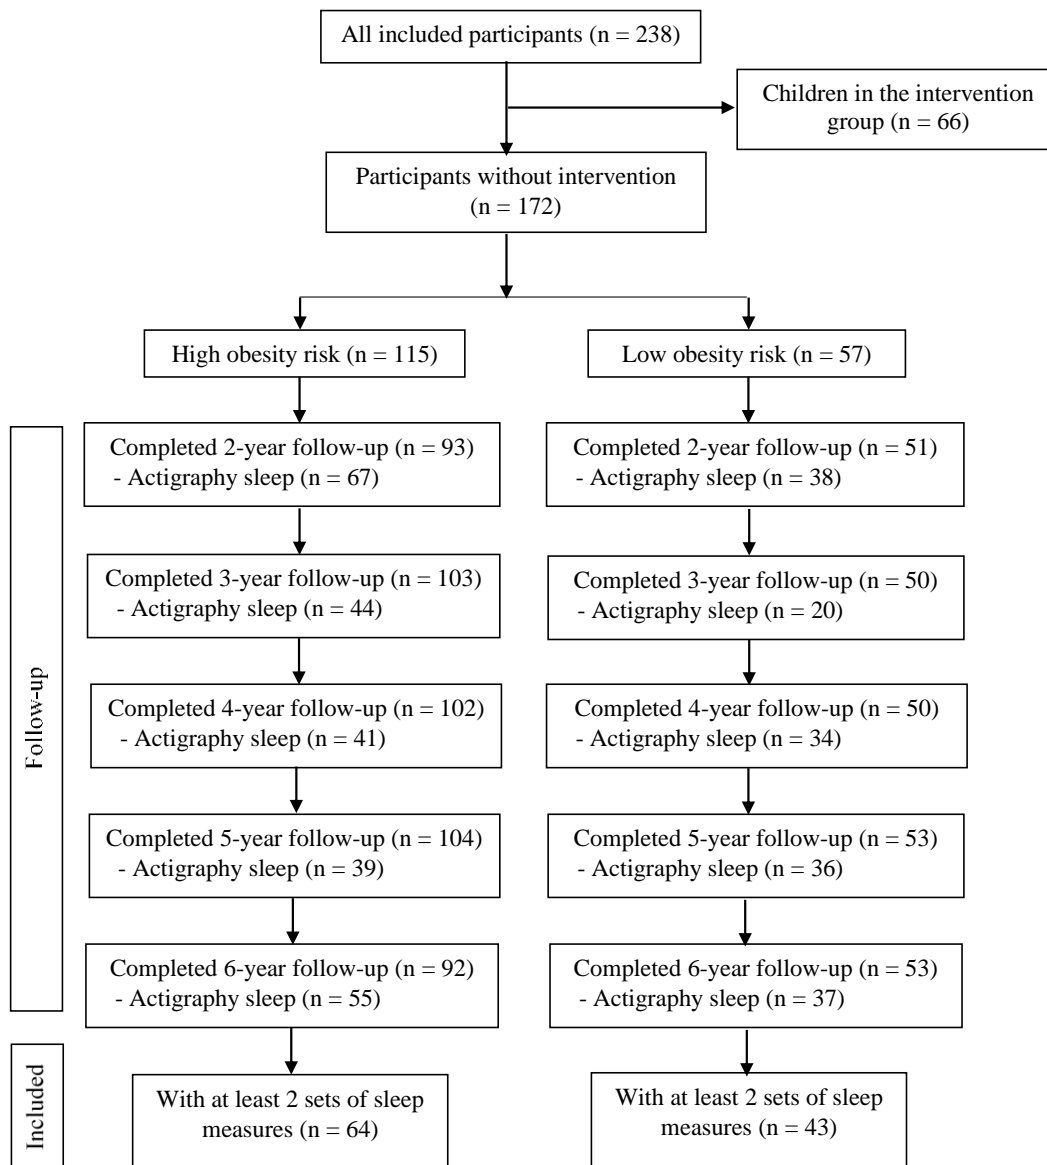 All included participants (n = 238)
Children in the intervention
group (n = 66)
Participants without intervention
(n = 172)
High obesity risk (n = 115)
Low obesity risk (n = 57)
Follow-up
Completed 2-year follow-up (n = 93)
- Actigraphy sleep (n = 67)
Completed 2-year follow-up (n = 51)
- Actigraphy sleep (n = 38)
Completed 3-year follow-up (n = 103)
- Actigraphy sleep (n = 44)
Completed 3-year follow-up (n = 50)
- Actigraphy sleep (n = 20)
Completed 4-year follow-up (n = 102)
- Actigraphy sleep (n = 41)
Completed 4-year follow-up (n = 50)
- Actigraphy sleep (n = 34)
Completed 5-year follow-up (n = 104)
- Actigraphy sleep (n = 39)
Completed 5-year follow-up (n = 53)
- Actigraphy sleep (n = 36)
Completed 6-year follow-up (n = 92)
- Actigraphy sleep (n = 55)
Completed 6-year follow-up (n = 53)
- Actigraphy sleep (n = 37)
Included
With at least 2 sets of sleep
measures (n = 64)
With at least 2 sets of sleep
measures (n = 43)